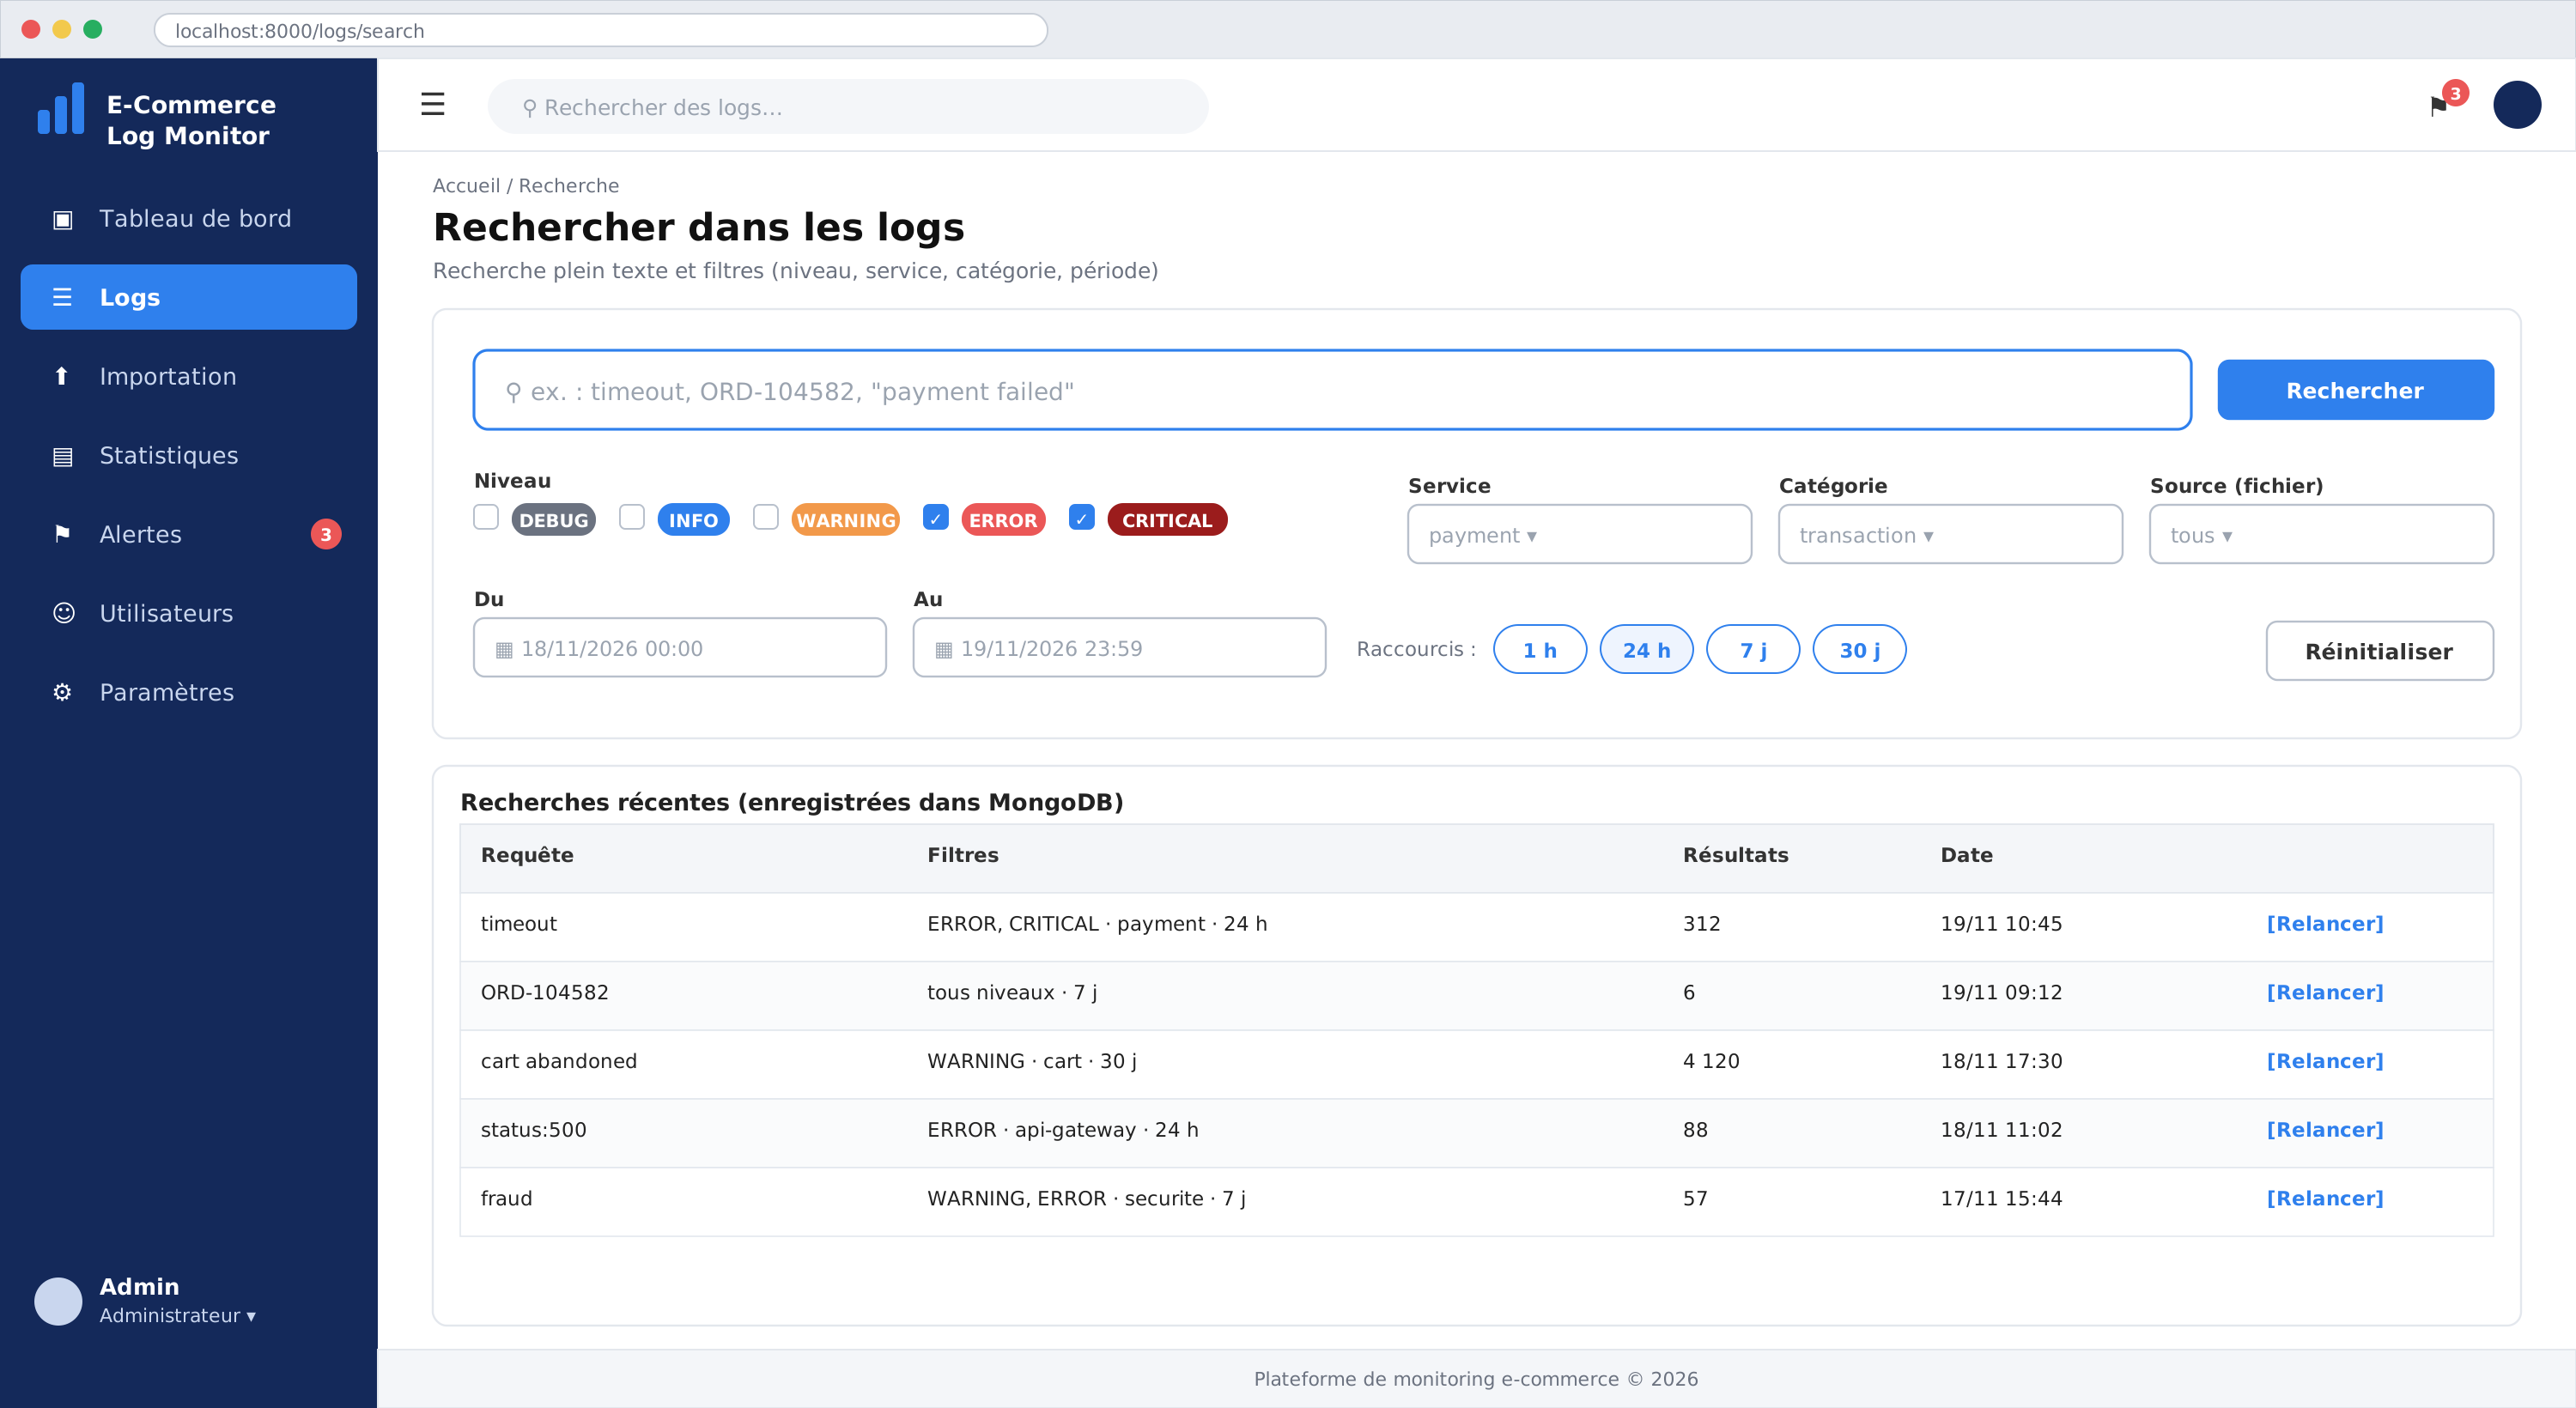 localhost:8000/logs/search
E-Commerce
Log Monitor
Tableau de bord
Logs
Importation
Statistiques
Alertes 3
Utilisateurs
Paramètres
Admin
Administrateur ▾
Rechercher des logs...
3
Accueil / Recherche
Rechercher dans les logs
Recherche plein texte et filtres (niveau, service, catégorie, période)
ex. : timeout, ORD-104582, "payment failed"
Rechercher
Niveau
DEBUG INFO WARNING ✓ ERROR ✓ CRITICAL
Service
payment ▾
Catégorie
transaction ▾
Source (fichier)
tous ▾
Du
18/11/2026 00:00
Au
19/11/2026 23:59
Raccourcis : 1 h 24 h 7 j 30 j
Réinitialiser
Recherches récentes (enregistrées dans MongoDB)
Requête Filtres Résultats Date
timeout ERROR, CRITICAL · payment · 24 h 312 19/11 10:45 [Relancer]
ORD-104582 tous niveaux · 7 j 6 19/11 09:12 [Relancer]
cart abandoned WARNING · cart · 30 j 4 120 18/11 17:30 [Relancer]
status:500 ERROR · api-gateway · 24 h 88 18/11 11:02 [Relancer]
fraud WARNING, ERROR · securite · 7 j 57 17/11 15:44 [Relancer]
Plateforme de monitoring e-commerce © 2026